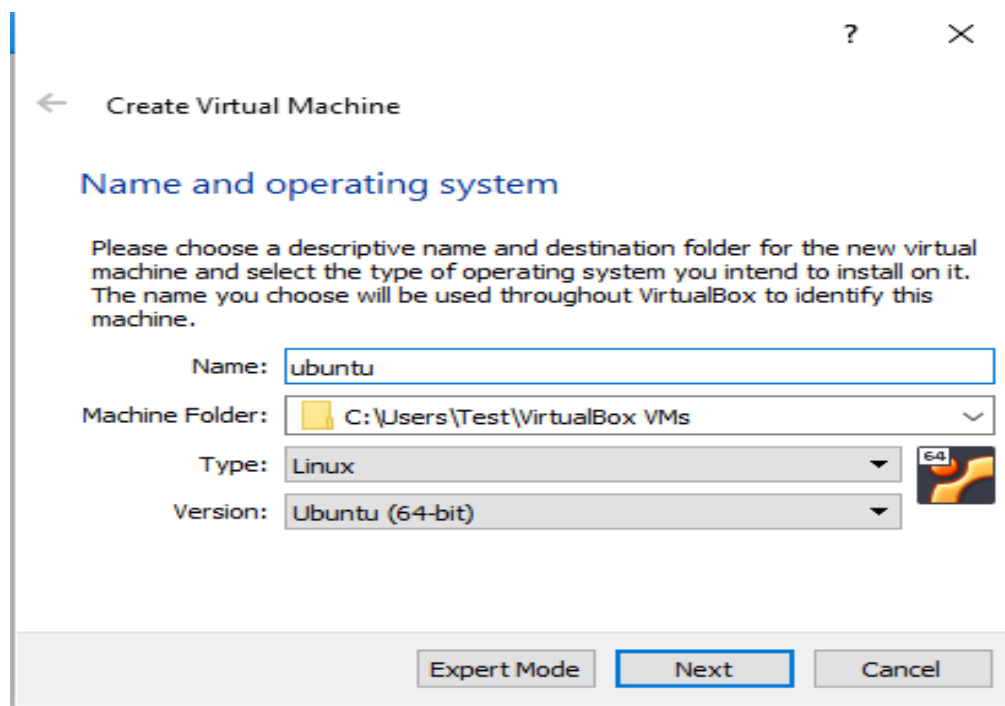 ?
Create Virtual Machine
Name and operating system
Please choose a descriptive name and destination folder for the new virtual
machine and select the type of operating system you intend to install on it.
The name you choose will be used throughout VirtualBox to identify this
machine.
Name: ubuntu
Machine Folder: C:\Users\Test\VirtualBox VMs
Type: Linux
64
Version: Ubuntu (64-bit)
Expert Mode Next Cancel